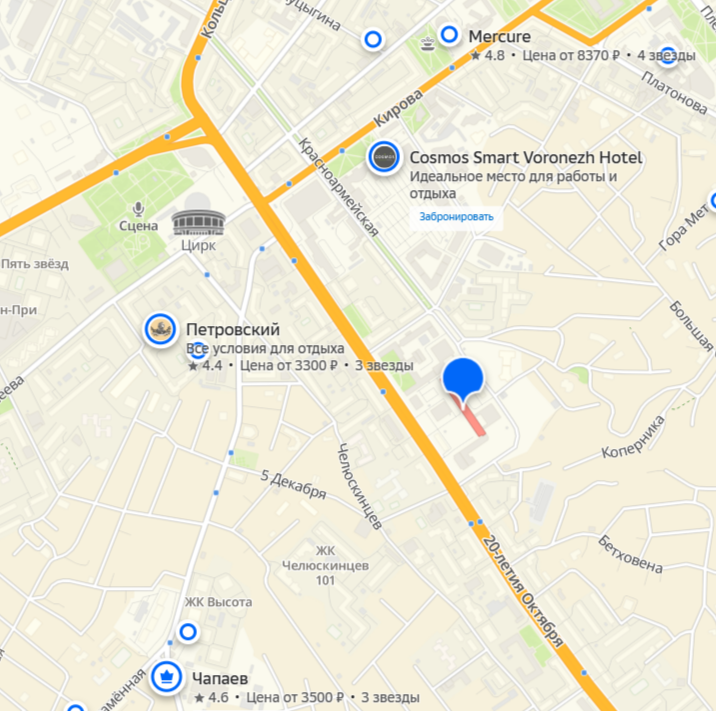 Кольц
уцыгина
Mercure
★ 4.8 • Цена от 8370 ₽ • 4 звезды
Платонова
Кирова
Красноармейская
COSMOS
Cosmos Smart Voronezh Hotel
Идеальное место для работы и
отдыха
Забронировать
Сцена
Цирк
Гора Мет
Пять звёзд
н-При
Большая
Петровский
Все условия для отдыха
★ 4.4 • Цена от 3300 ₽ • 3 звезды
еева
Коперника
Челюскинцев
5 Декабря
20-летия Октября
Бетховена
ЖК
Челюскинцев
101
ЖК Высота
Чапаев
★ 4.6 • Цена от 3500 ₽ • 3 звезды
аменная